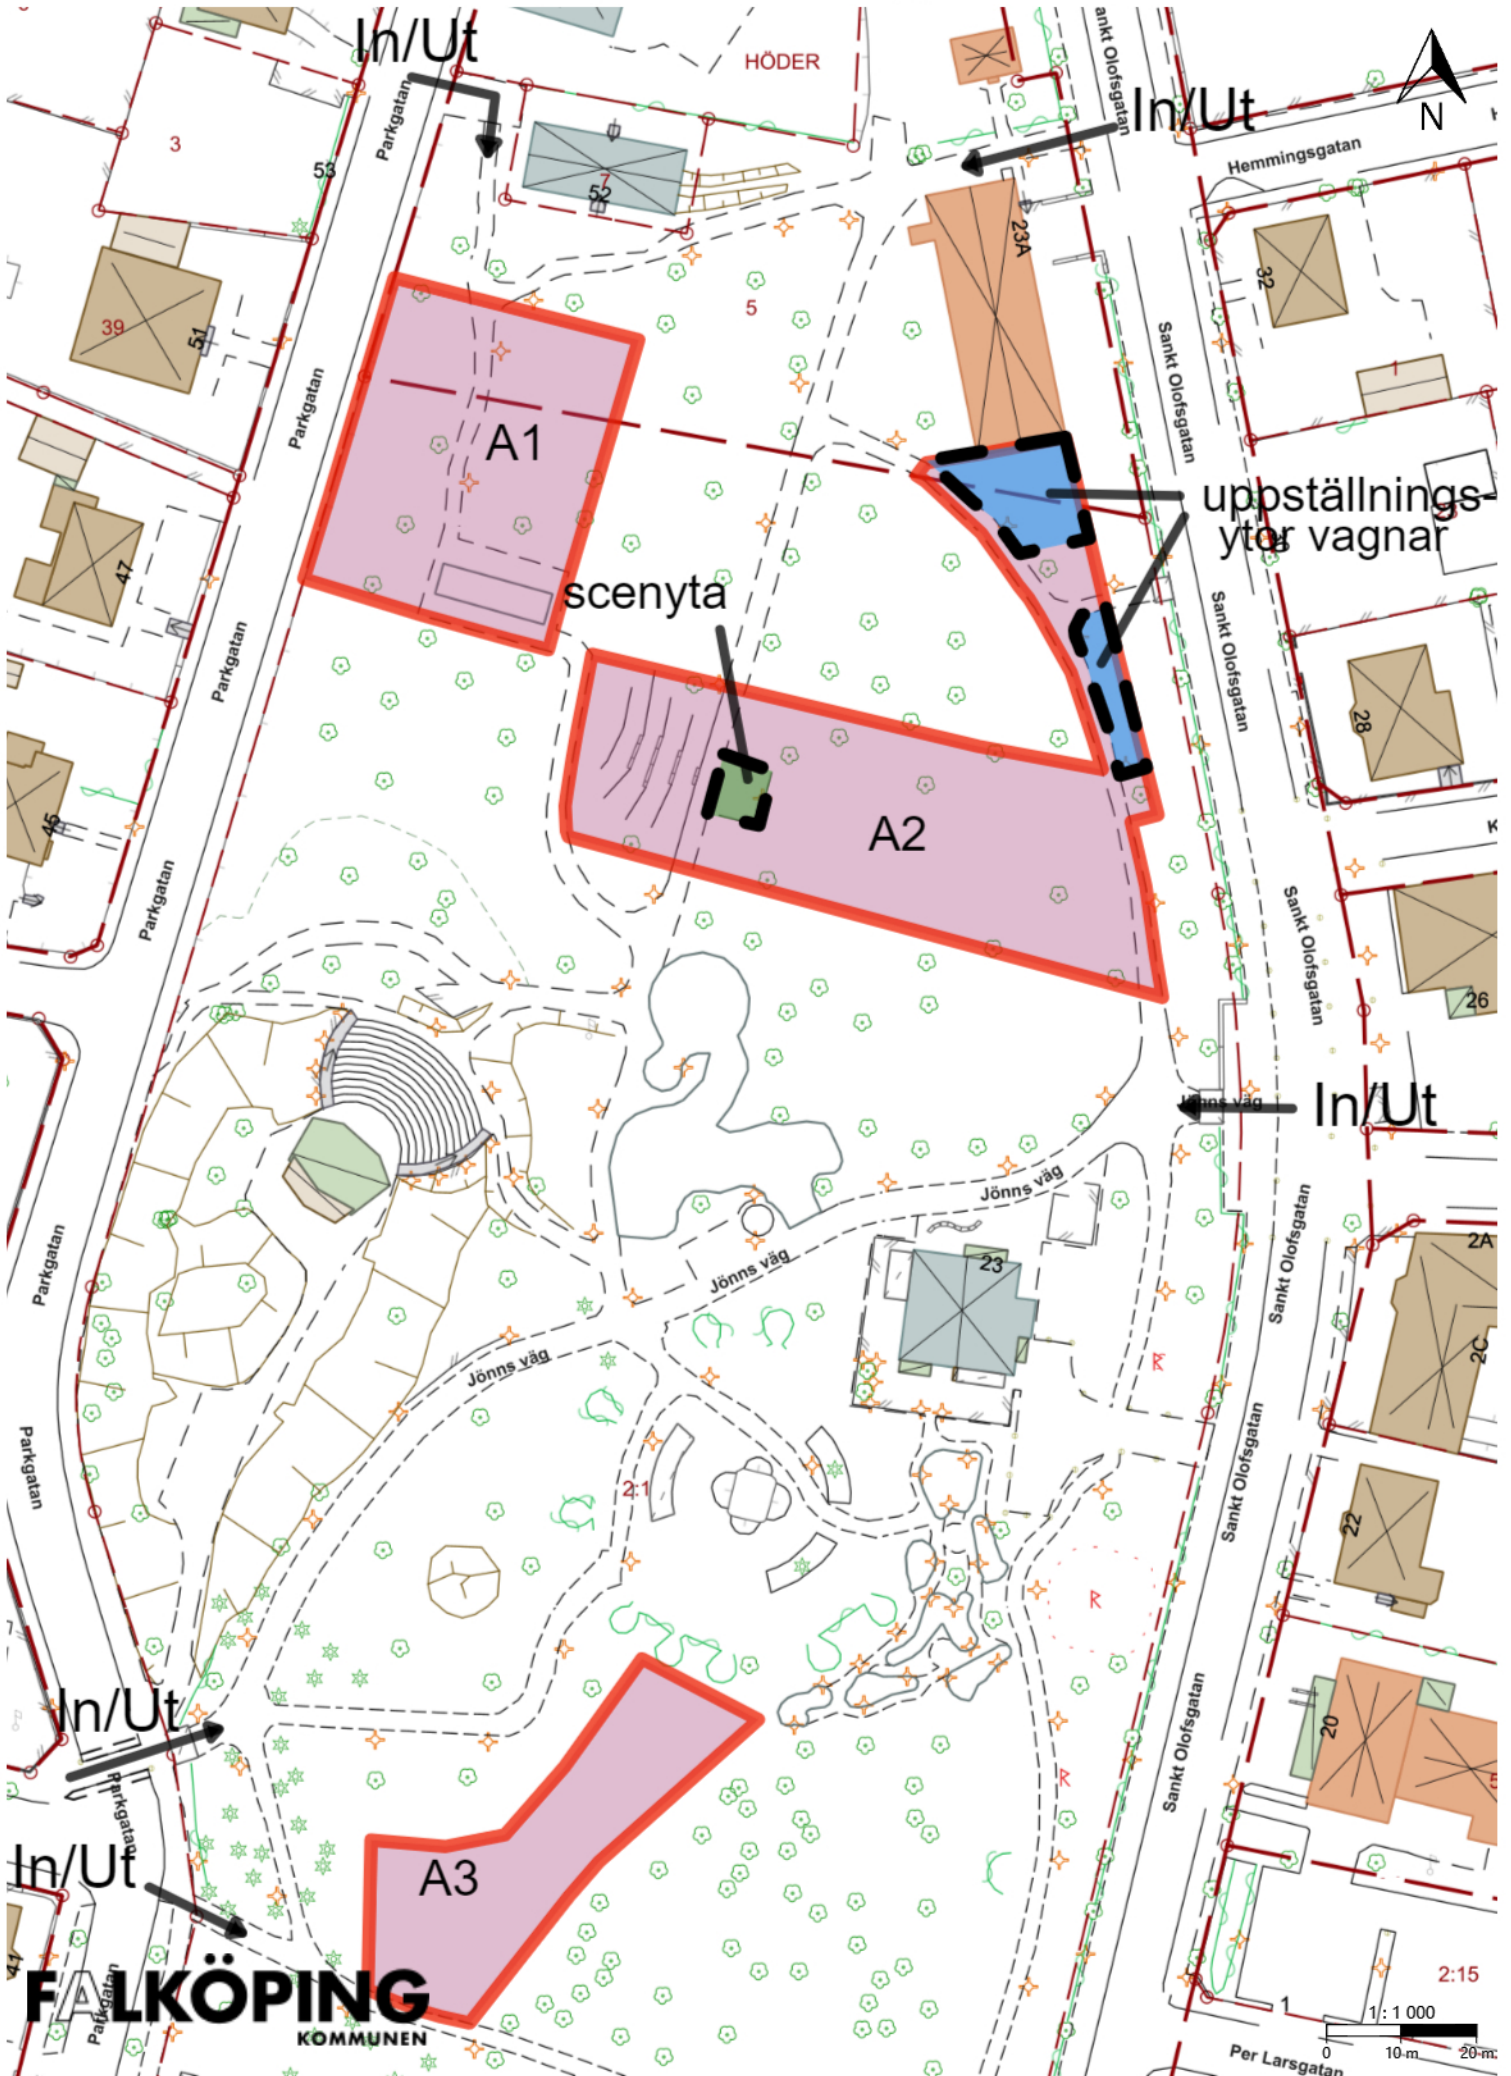 In/Ut
HÖDER
Sankt Olofsgatan
In/Ut
N
Hemmingsgatan
3
53
Parkgatan
7
52
23A
32
39
51
5
1
Parkgatan
Sankt Olofsgatan
A1
uppställnings-
ytor vagnar
47
scenyta
Sankt Olofsgatan
Parkgatan
28
45
A2
Parkgatan
Sankt Olofsgatan
26
In/Ut
Jönns väg
Jönns väg
Parkgatan
Jönns väg
23
Sankt Olofsgatan
2A
2C
Jönns väg
Parkgatan
2:1
Sankt Olofsgatan
22
R
R
R
In/Ut
20
Sankt Olofsgatan
Parkgatan
In/Ut
A3
41
FALKÖPING
KOMMUNEN
Parkgatan
2:15
1
1 : 1 000
0 10 m 20 m
Per Larsgatan